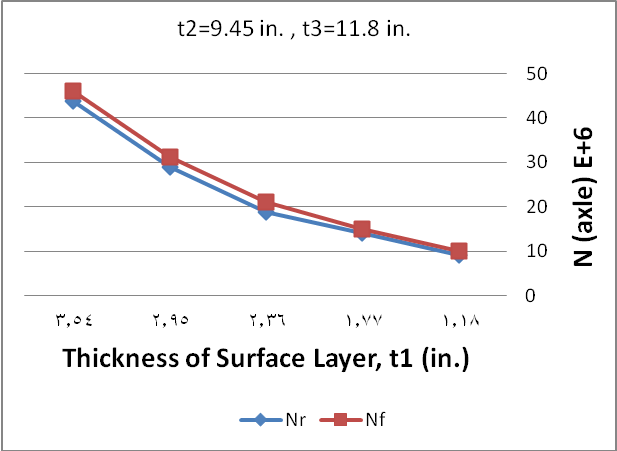 t2=9.45 in. , t3=11.8 in.
50
40
30
20
10
0
N (axle) E+6
٣,٥٤ ٢,٩٥ ٢,٣٦ ١,٧٧ ١,١٨
Thickness of Surface Layer, t1 (in.)
Nr Nf